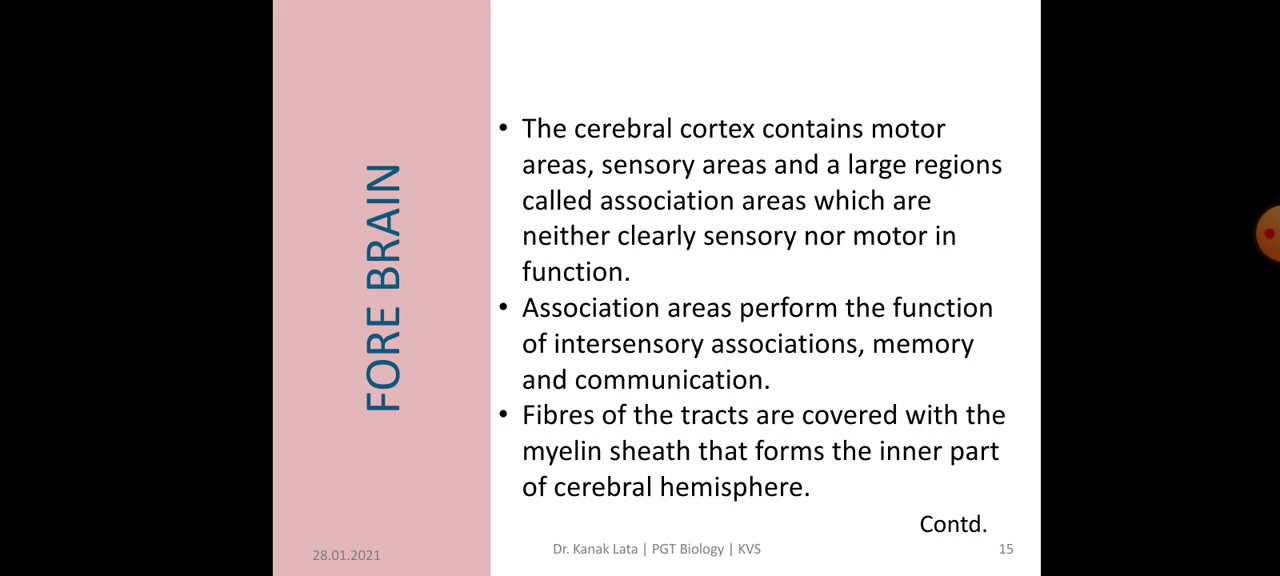 FORE BRAIN
• The cerebral cortex contains motor
areas, sensory areas and a large regions
called association areas which are
neither clearly sensory nor motor in
function.
• Association areas perform the function
of intersensory associations, memory
and communication.
• Fibres of the tracts are covered with the
myelin sheath that forms the inner part
of cerebral hemisphere.
Contd.
28.01.2021
Dr. Kanak Lata | PGT Biology | KVS
15